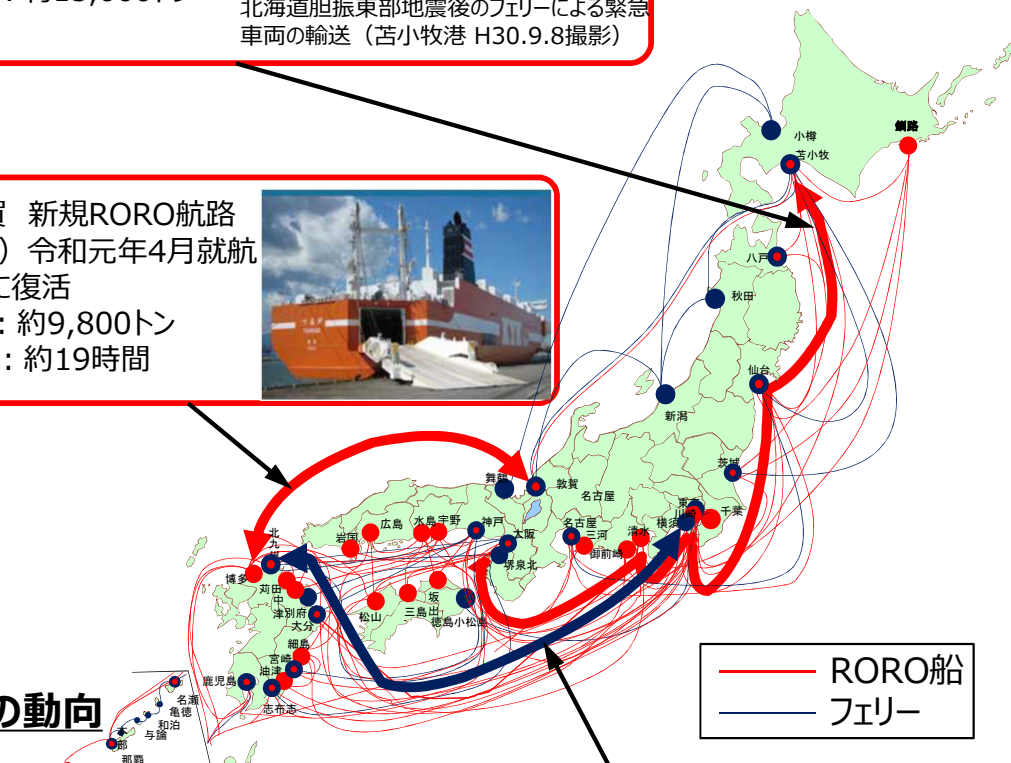 北海道胆振東部地震後のフェリーによる緊急
車両の輸送（苫小牧港 H30.9.8撮影）
新規RORO航路
令和元年4月就航
に復活
：約9,800トン
：約19時間
小樽
釧路
苫小牧
八戸
秋田
仙台
新潟
茨城
舞鶴
敦賀
名古屋
千葉
川崎
横須
名古屋
清水
三河
御前崎
神戸
大阪
堺泉北
広島
水島
宇野
岩国
博多
苅田
中
津
別府
大分
松山
三島
坂
徳島小松島
細島
宮崎
油津
鹿児島
志布志
の動向
名瀬
亀徳
和泊
与論
那覇
RORO船
フェリー